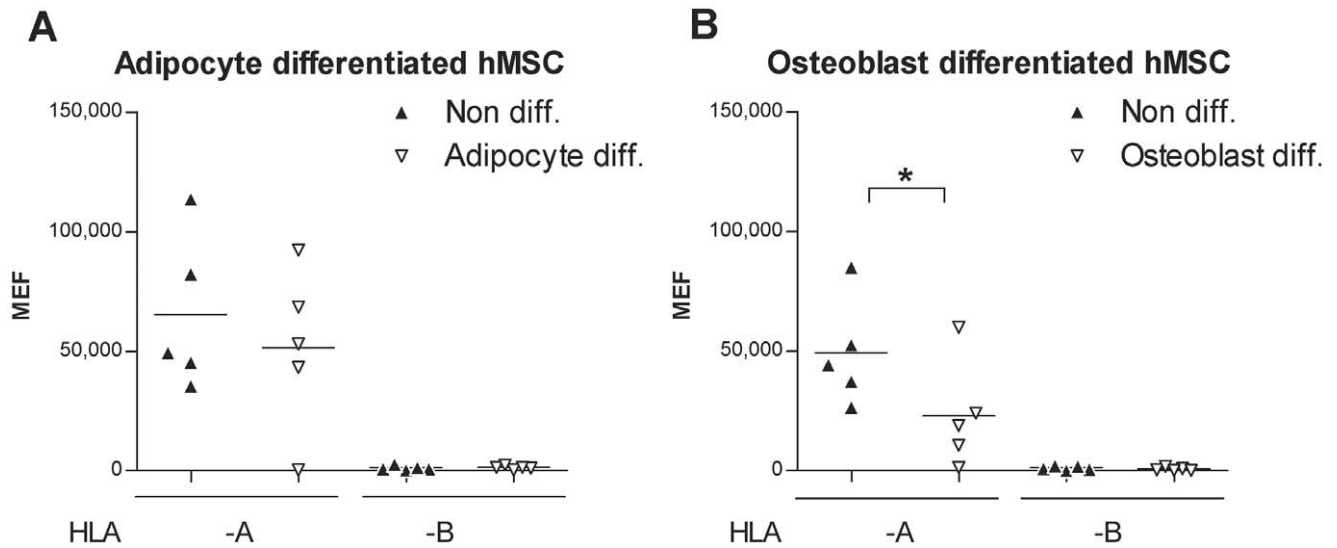 A
Adipocyte differentiated hMSC
150,000
100,000
50,000
0
MEF
Non diff.
Adipocyte diff.
HLA -A -B
B
Osteoblast differentiated hMSC
150,000
100,000
50,000
0
MEF
Non diff.
Osteoblast diff.
*
HLA -A -B